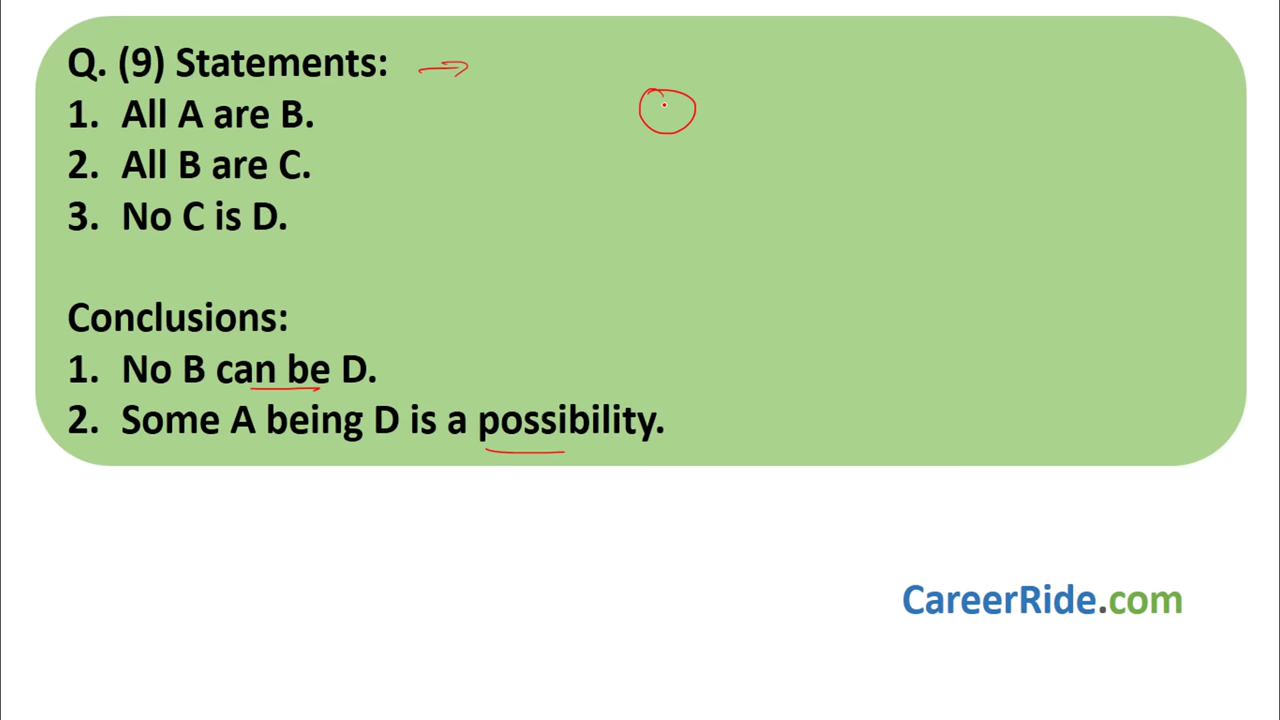 Q. (9) Statements:
1. All A are B.
2. All B are C.
3. No C is D.
Conclusions:
1. No B can be D.
2. Some A being D is a possibility.
CareerRide.com